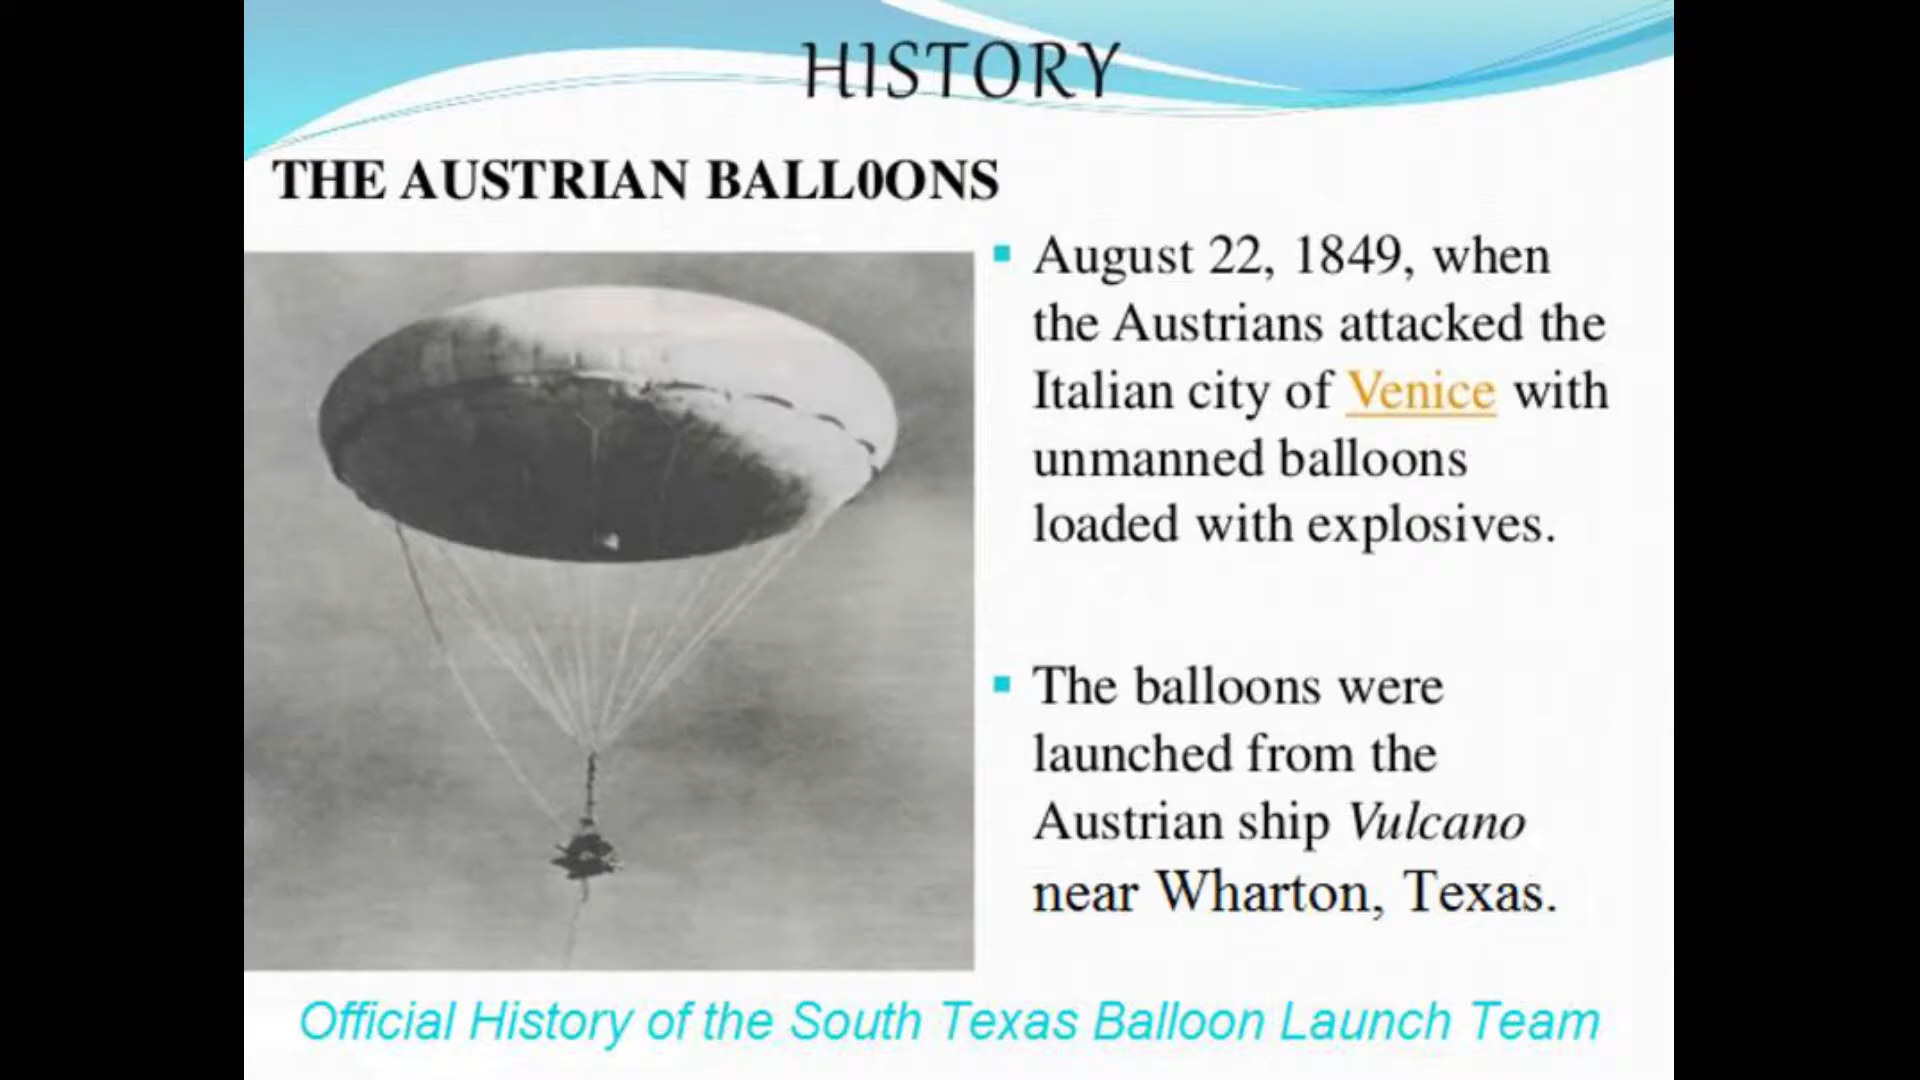 HISTORY
THE AUSTRIAN BALL0ONS
August 22, 1849, when
the Austrians attacked the
Italian city of Venice with
unmanned balloons
loaded with explosives.
The balloons were
launched from the
Austrian ship Vulcano
near Wharton, Texas.
Official History of the South Texas Balloon Launch Team